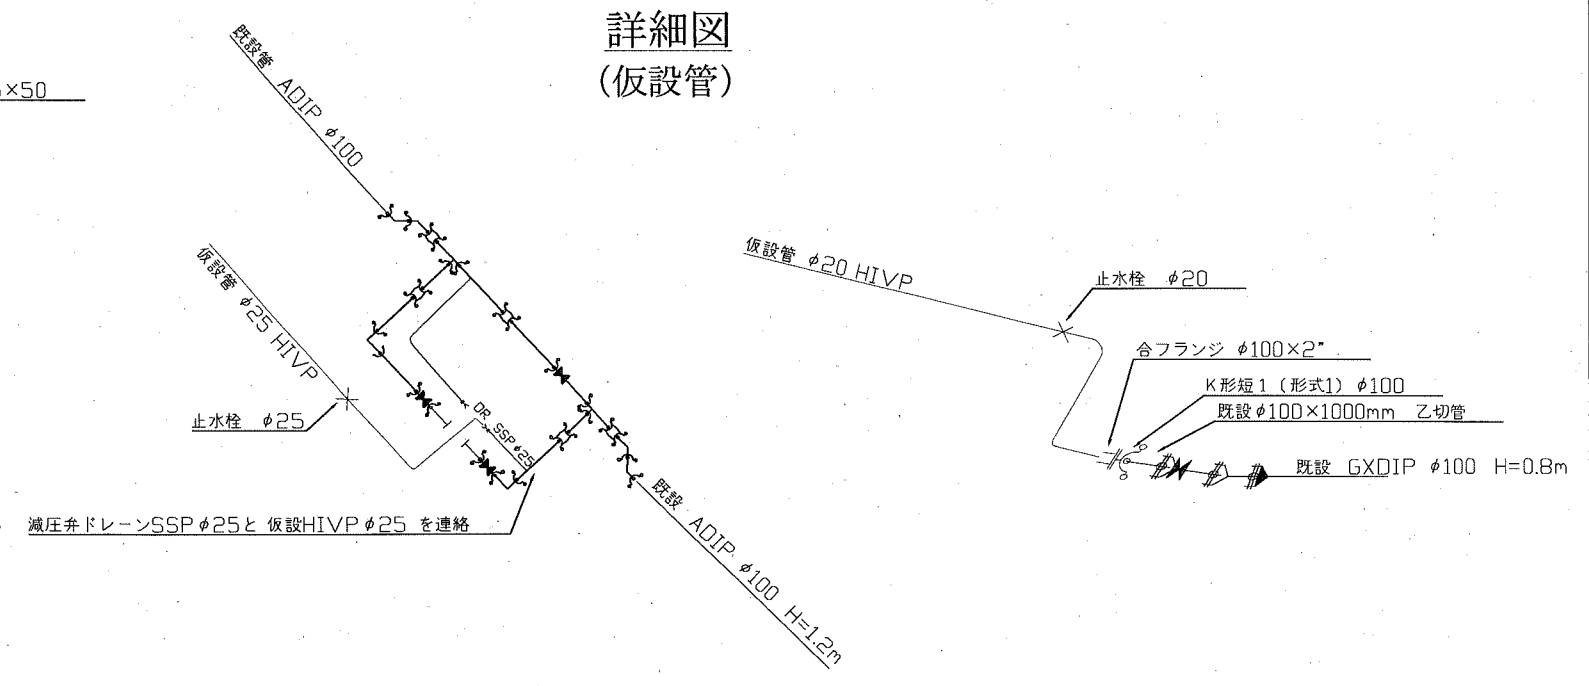 詳細図
(仮設管)
×50
既設管 ADIP φ100
仮設管 φ25 HIVP
止水栓 φ25
DR SSPφ25
減圧弁ドレーンSSPφ25と 仮設HIVPφ25 を連絡
既設 ADIP φ100 H=1.2m
仮設管 φ20 HIVP
止水栓 φ20
合フランジ φ100×2"
K形短1(形式1) φ100
既設φ100×1000mm 乙切管
既設 GXDIP φ100 H=0.8m